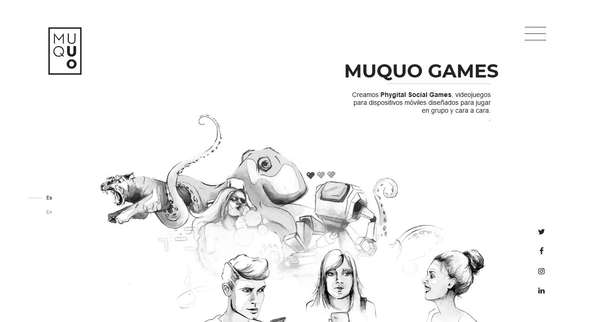 MU
QU
O
MUQUO GAMES
Creamos Phygital Social Games, videojuegos
para dispositivos móviles diseñados para jugar
en grupo y cara a cara.
Es
En